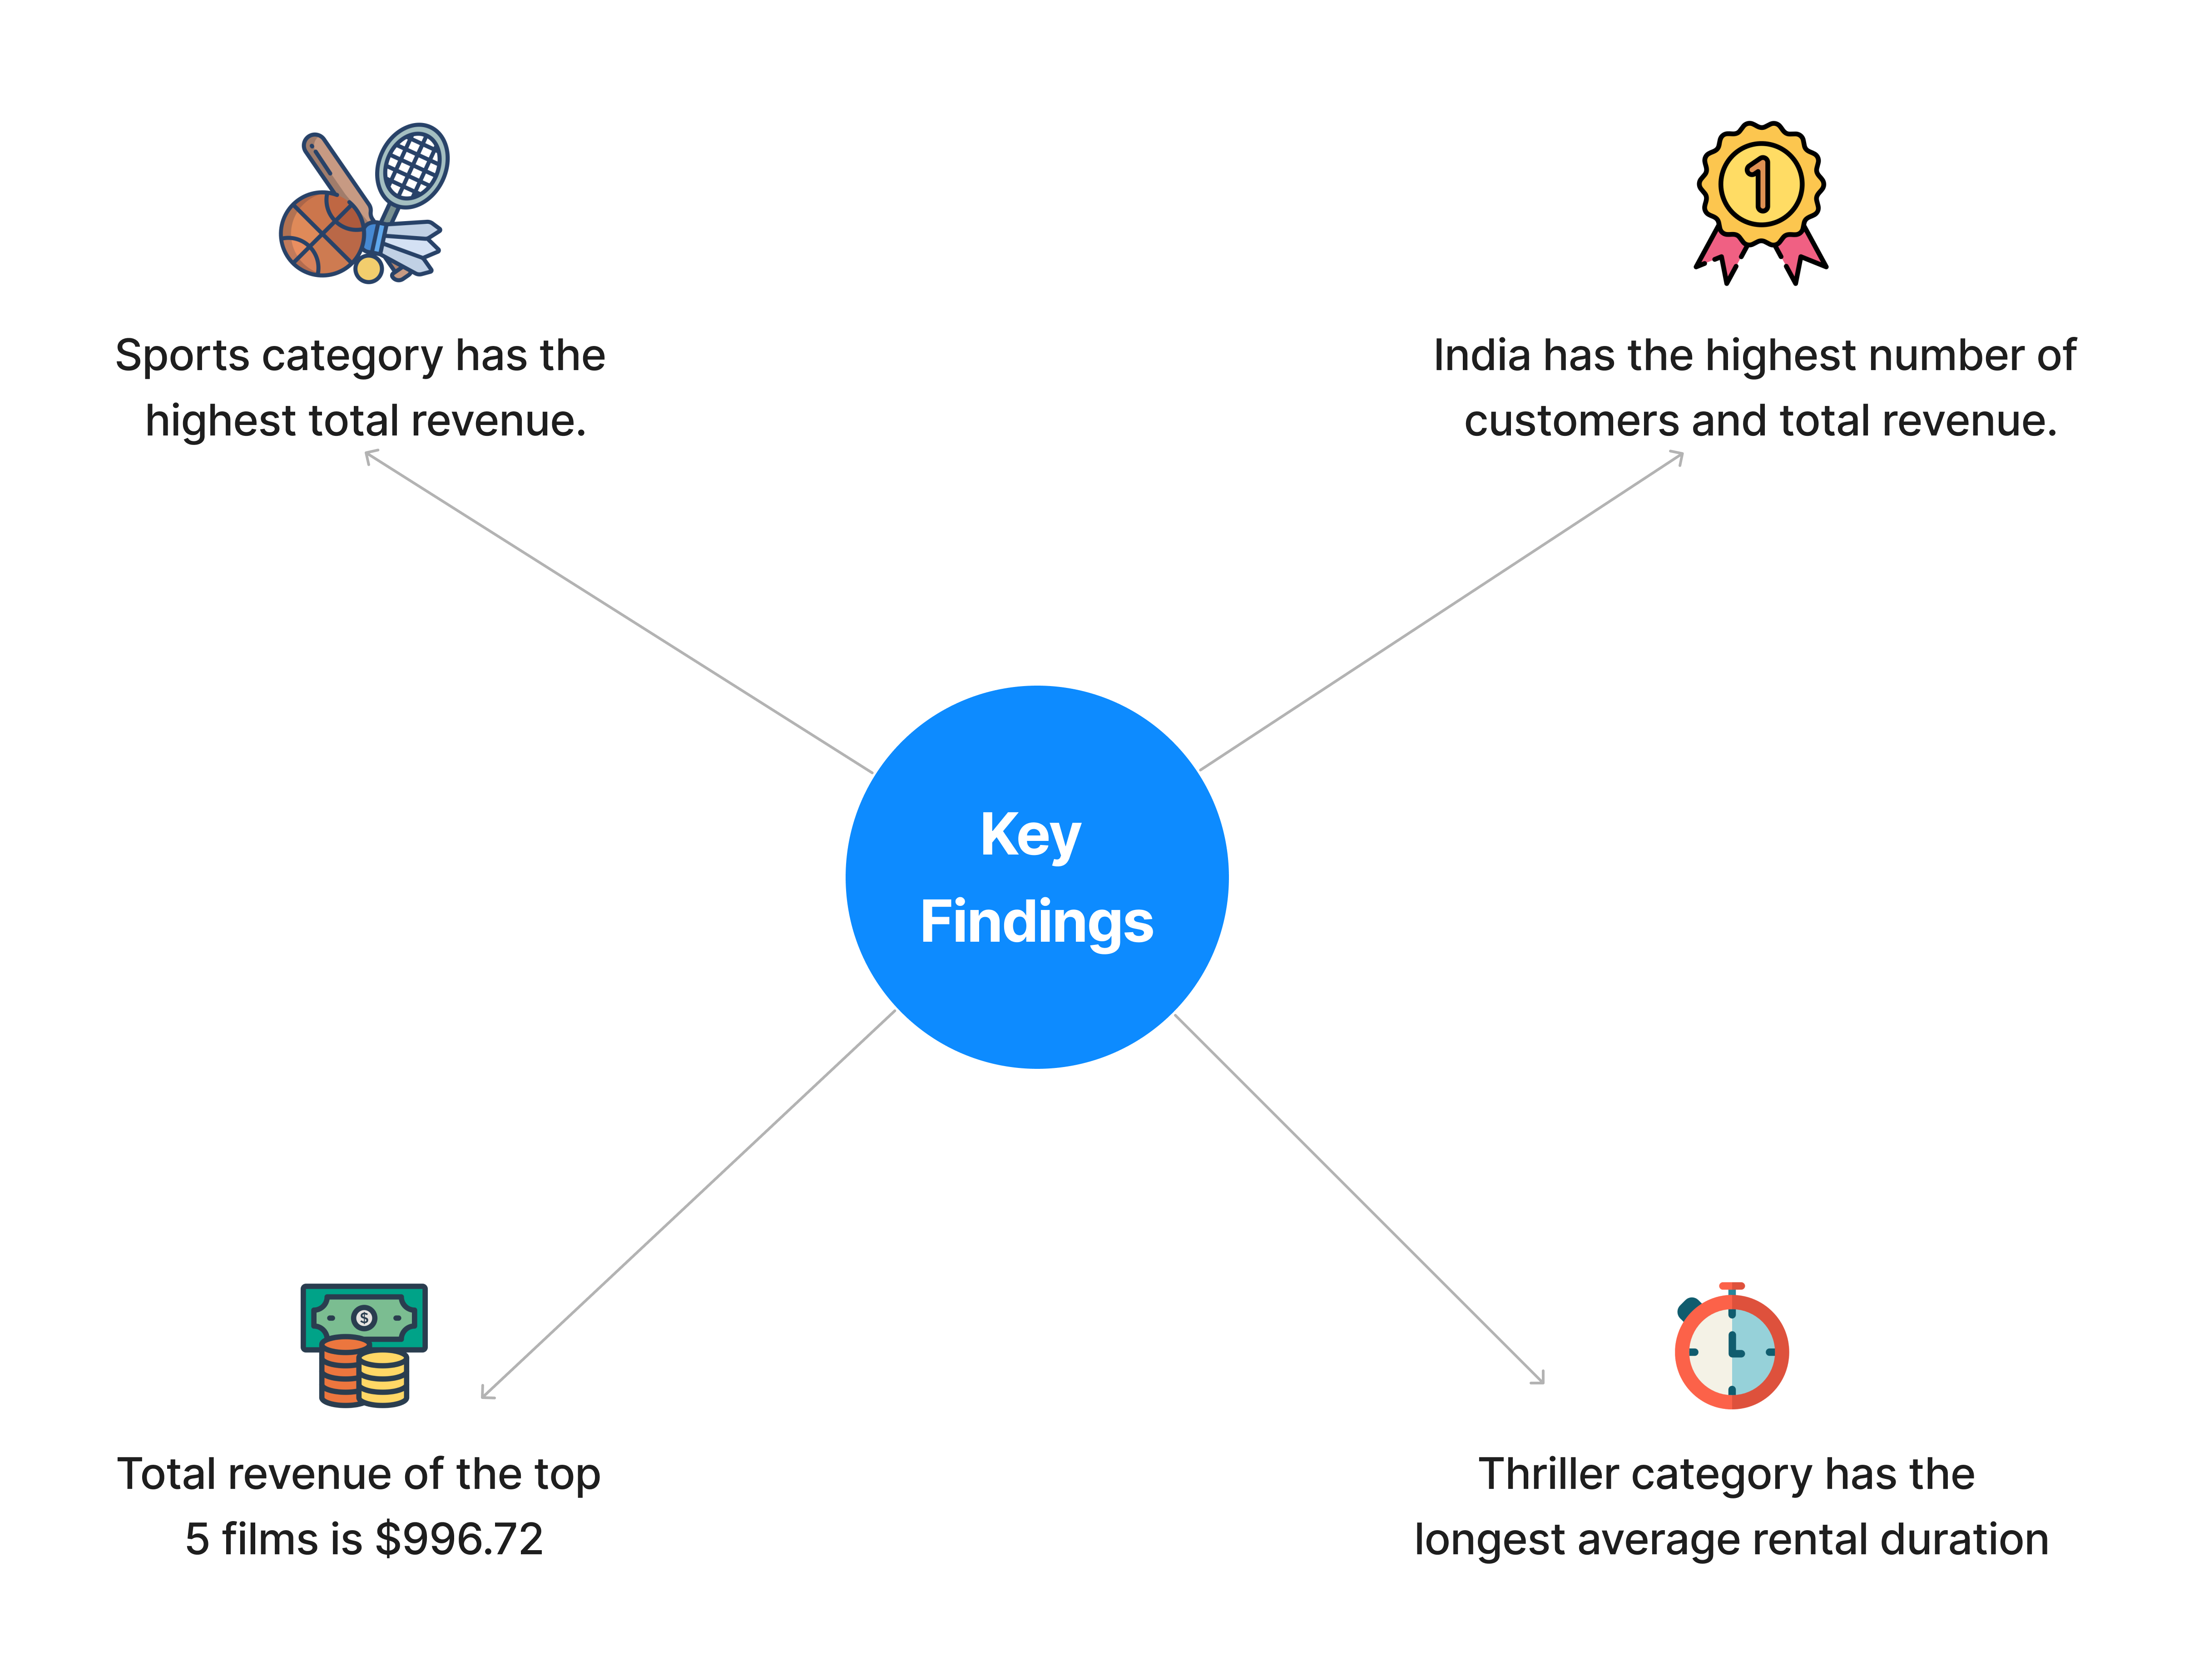 Sports category has the
highest total revenue.
1
India has the highest number of
customers and total revenue.
Key
Findings
$
Total revenue of the top
5 films is $996.72
Thriller category has the
longest average rental duration